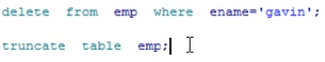 delete from emp where ename='gavin';
truncate table emp;